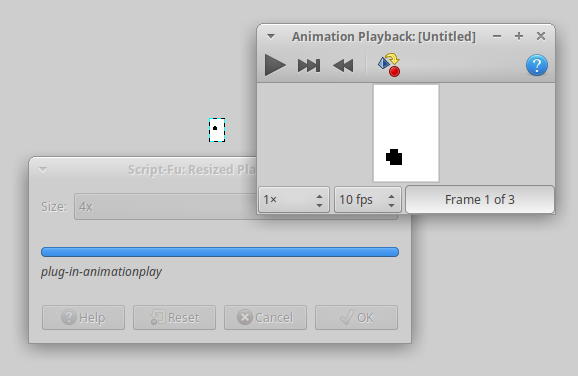 Animation Playback: [Untitled]
?
1×
10 fps
Frame 1 of 3
Script-Fu: Resized Pla
Size:
4x
plug-in-animationplay
? Help
Reset
Cancel
OK